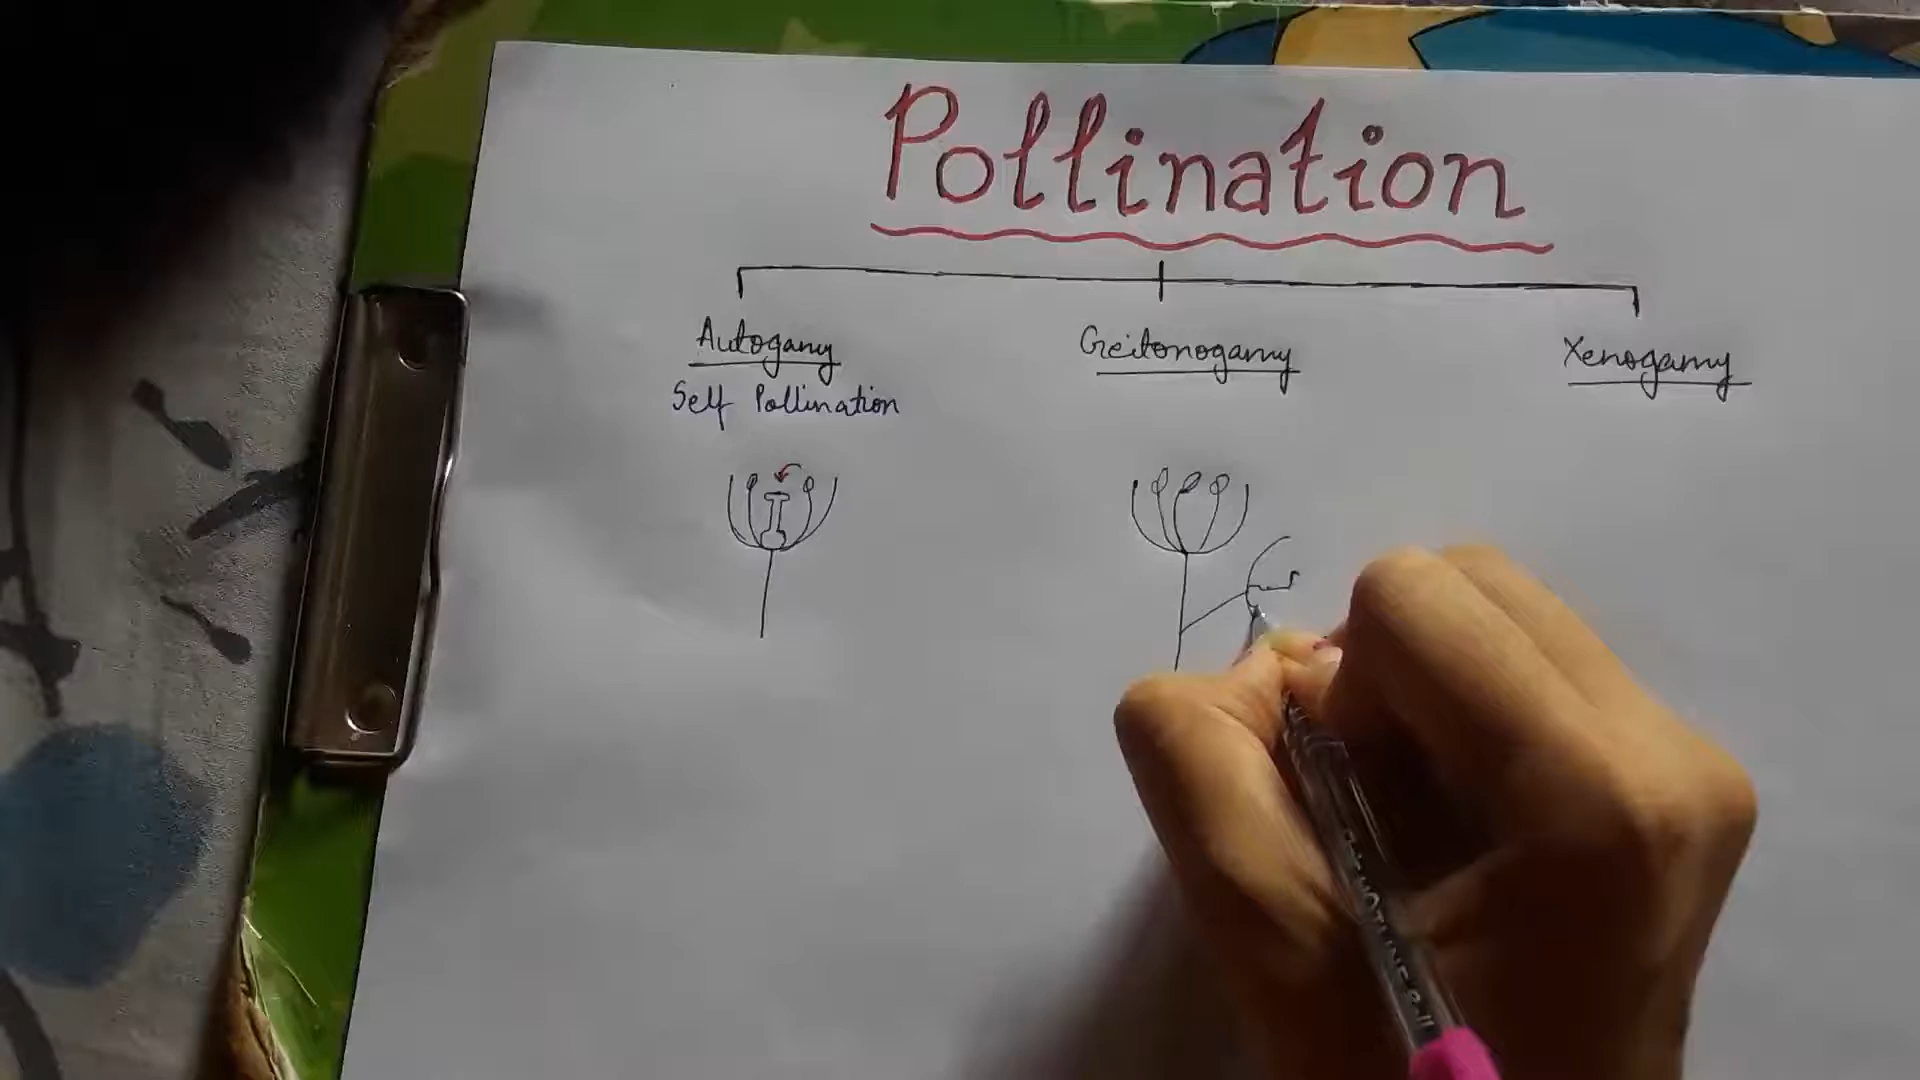 Pollination
Autogamy
Geitonogamy
Xenogamy
Self Pollination